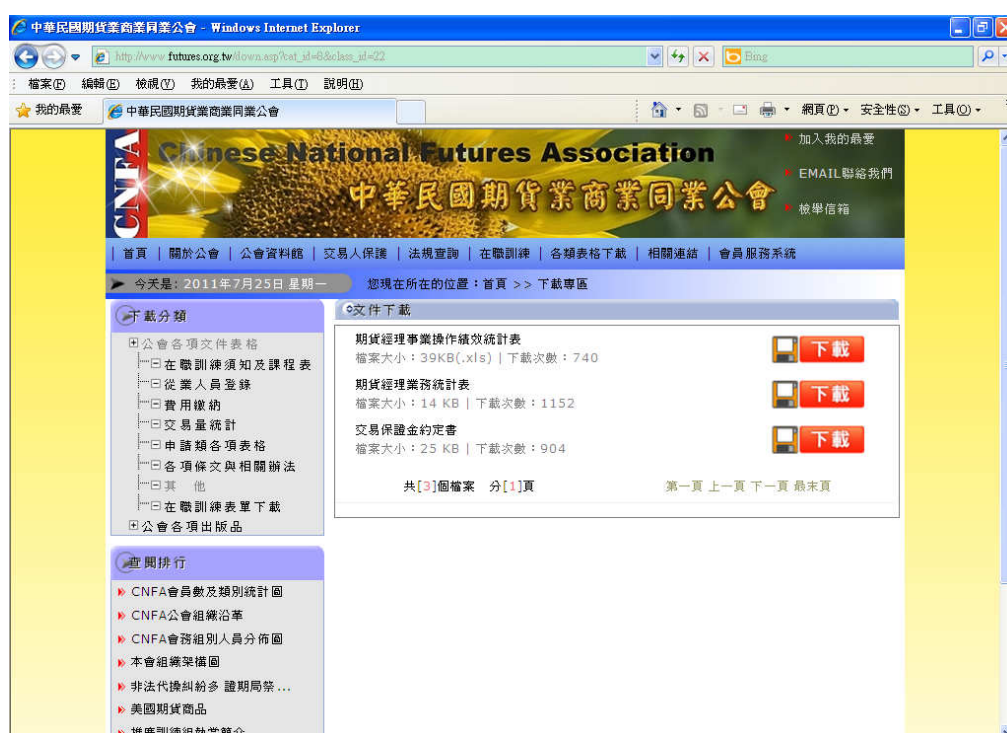 中華民國期貨業商業同業公會 - Windows Internet Explorer
http://www.futures.org.tw/down.asp?cat_id=8&class_id=22
Bing
檔案(F) 編輯(E) 檢視(V) 我的最愛(A) 工具(T) 說明(H)
我的最愛 中華民國期貨業商業同業公會 網頁(P) 安全性(S) 工具(O)
CNFA
Chinese National Futures Association
中華民國期貨業商業同業公會
加入我的最愛
EMAIL聯絡我們
檢舉信箱
| 首頁 | 關於公會 | 公會資料館 | 交易人保護 | 法規查詢 | 在職訓練 | 各類表格下載 | 相關連結 | 會員服務系統
今天是: 2011年7月25日 星期一 您現在所在的位置：首頁 >> 下載專區
下載分類
公會各項文件表格
在職訓練須知及課程表
從業人員登錄
費用繳納
交易量統計
申請類各項表格
各項條文與相關辦法
其 他
在職訓練表單下載
公會各項出版品
文件下載
期貨經理事業操作績效統計表
檔案大小：39KB(.xls) | 下載次數：740
下載
期貨經理業務統計表
檔案大小：14 KB | 下載次數：1152
下載
交易保證金約定書
檔案大小：25 KB | 下載次數：904
下載
共[3]個檔案 分[1]頁 第一頁 上一頁 下一頁 最末頁
查閱排行
CNFA會員數及類別統計圖
CNFA公會組織沿革
CNFA會務組別人員分佈圖
本會組織架構圖
非法代操糾紛多 證期局祭...
美國期貨商品